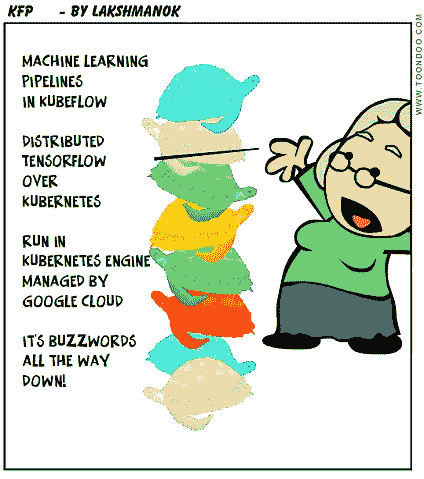 KFP - BY LAKSHMANOK
MACHINE LEARNING
PIPELINES
IN KUBEFLOW
DISTRIBUTED
TENSORFLOW
OVER
KUBERNETES
RUN IN
KUBERNETES ENGINE
MANAGED BY
GOOGLE CLOUD
IT'S BUZZWORDS
ALL THE WAY
DOWN!
WWW.TOONDOO.COM